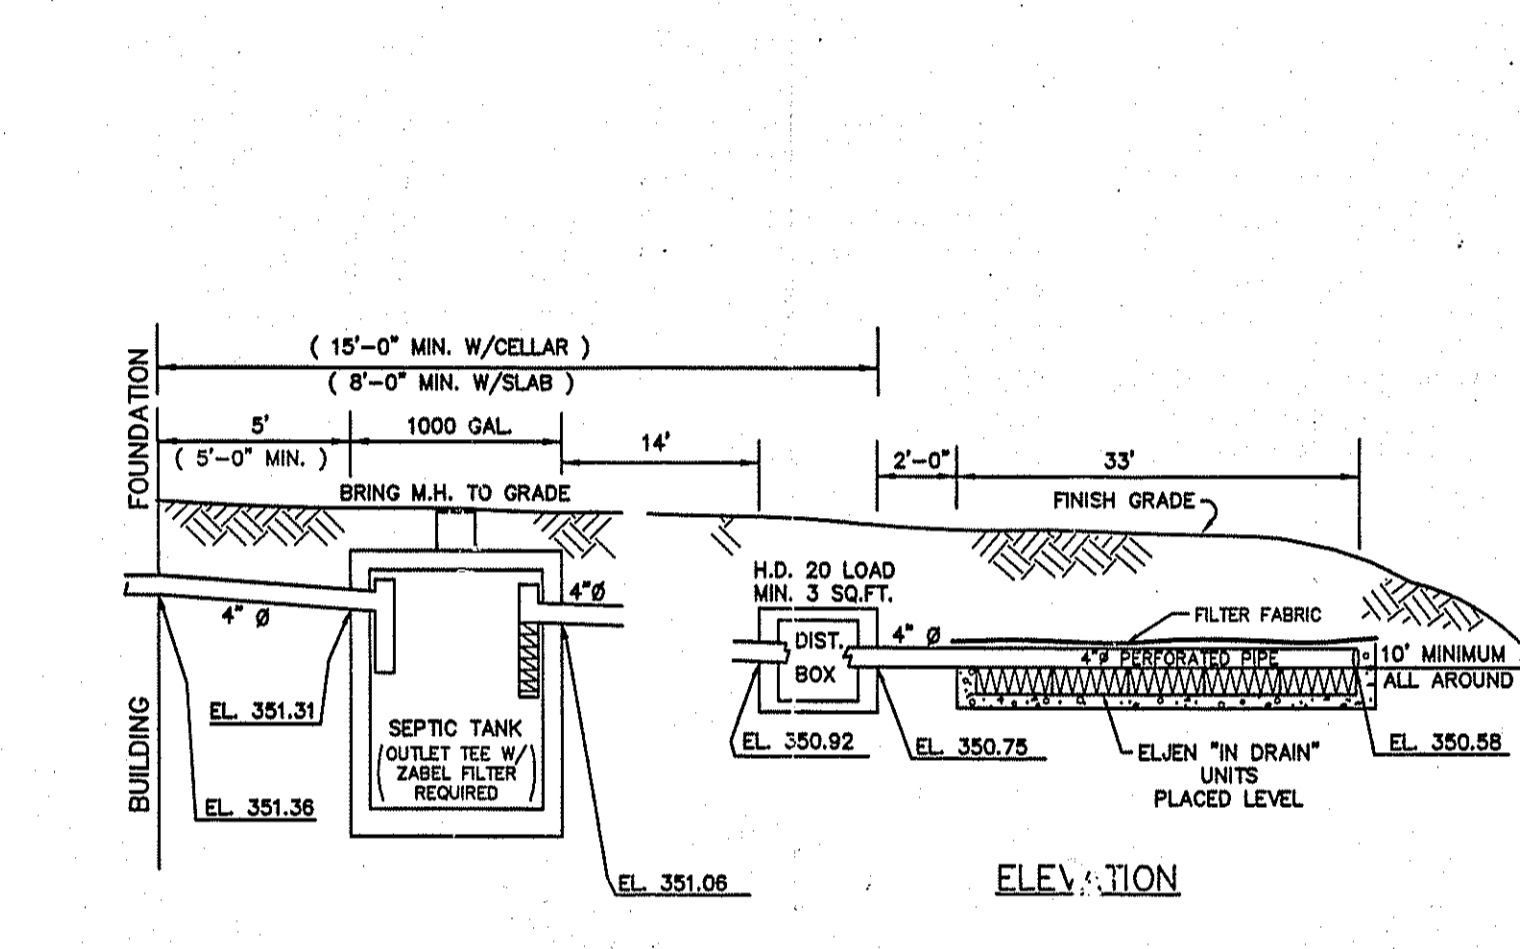 ( 15'-0" MIN. W/CELLAR )
( 8'-0" MIN. W/SLAB )
FOUNDATION
5'
( 5'-0" MIN. )
1000 GAL.
14'
2'-0"
33'
BRING M.H. TO GRADE
FINISH GRADE
H.D. 20 LOAD
MIN. 3 SQ.FT.
4" Ø
4"Ø
DIST.
BOX
4" Ø
FILTER FABRIC
4"Ø PERFORATED PIPE
10' MINIMUM
ALL AROUND
BUILDING
EL. 351.31
SEPTIC TANK
( OUTLET TEE W/
ZABEL FILTER
REQUIRED )
EL. 350.92
EL. 350.75
ELJEN "IN DRAIN"
UNITS
PLACED LEVEL
EL. 350.58
EL. 351.36
EL. 351.06
ELEVATION